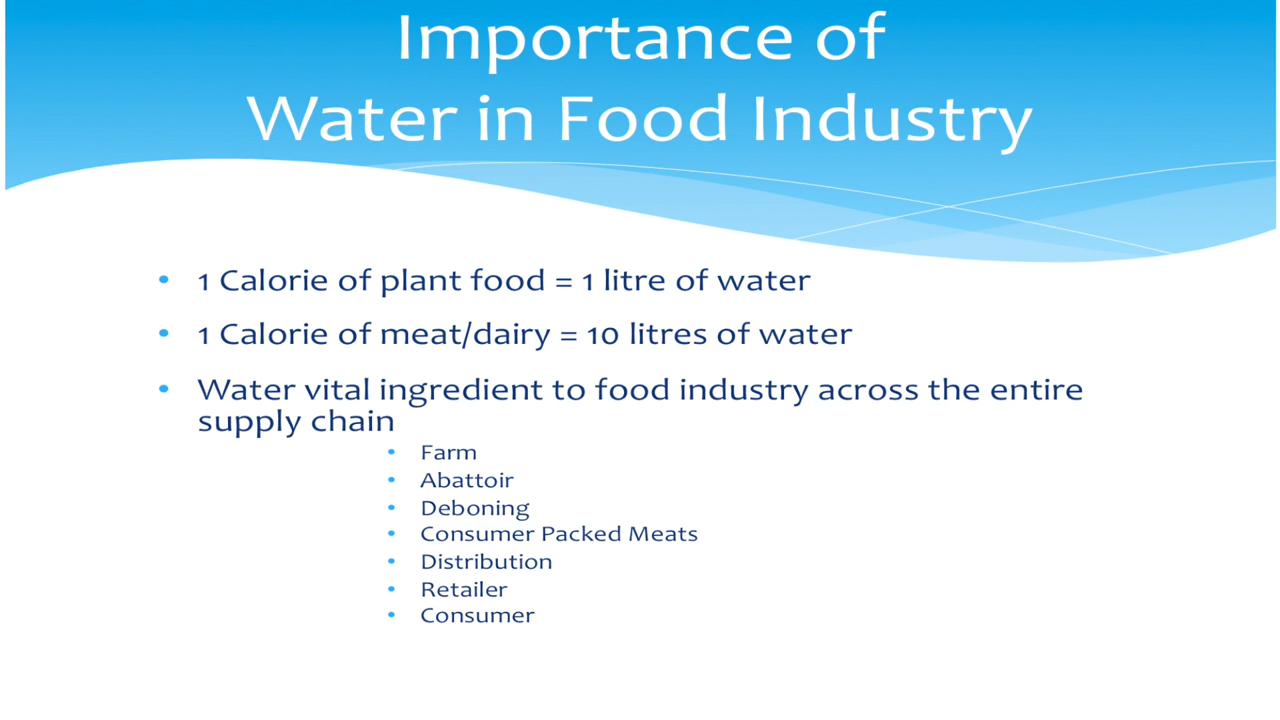 Importance of
Water in Food Industry
• 1 Calorie of plant food = 1 litre of water
• 1 Calorie of meat/dairy = 10 litres of water
• Water vital ingredient to food industry across the entire
supply chain
• Farm
• Abattoir
• Deboning
• Consumer Packed Meats
• Distribution
• Retailer
• Consumer